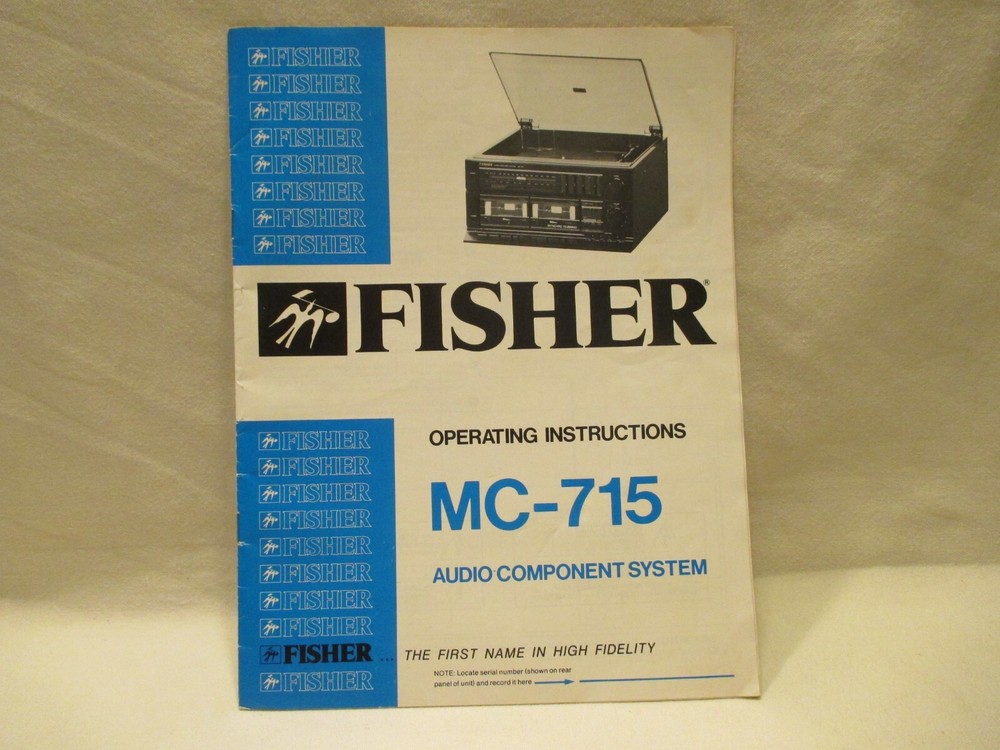 FISHER
FISHER
FISHER
FISHER
FISHER
FISHER
FISHER
FISHER
FISHER®
OPERATING INSTRUCTIONS
MC-715
AUDIO COMPONENT SYSTEM
FISHER
FISHER
FISHER
FISHER
FISHER
FISHER
FISHER
FISHER
FISHER ... THE FIRST NAME IN HIGH FIDELITY
FISHER
NOTE: Locate serial number (shown on rear
panel of unit) and record it here